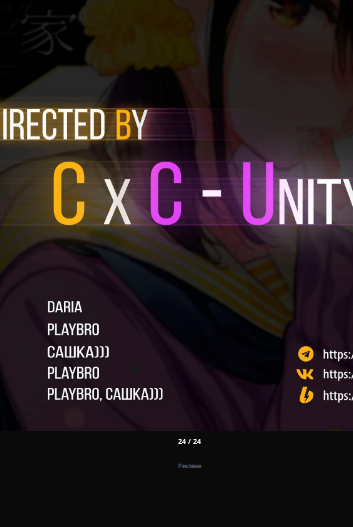 家
IRECTED BY
C x C - UNITY
DARIA
PLAYBRO
САШКА)))
PLAYBRO
PLAYBRO, САШКА)))
https:/
https:/
https:/
24 / 24
Реклама